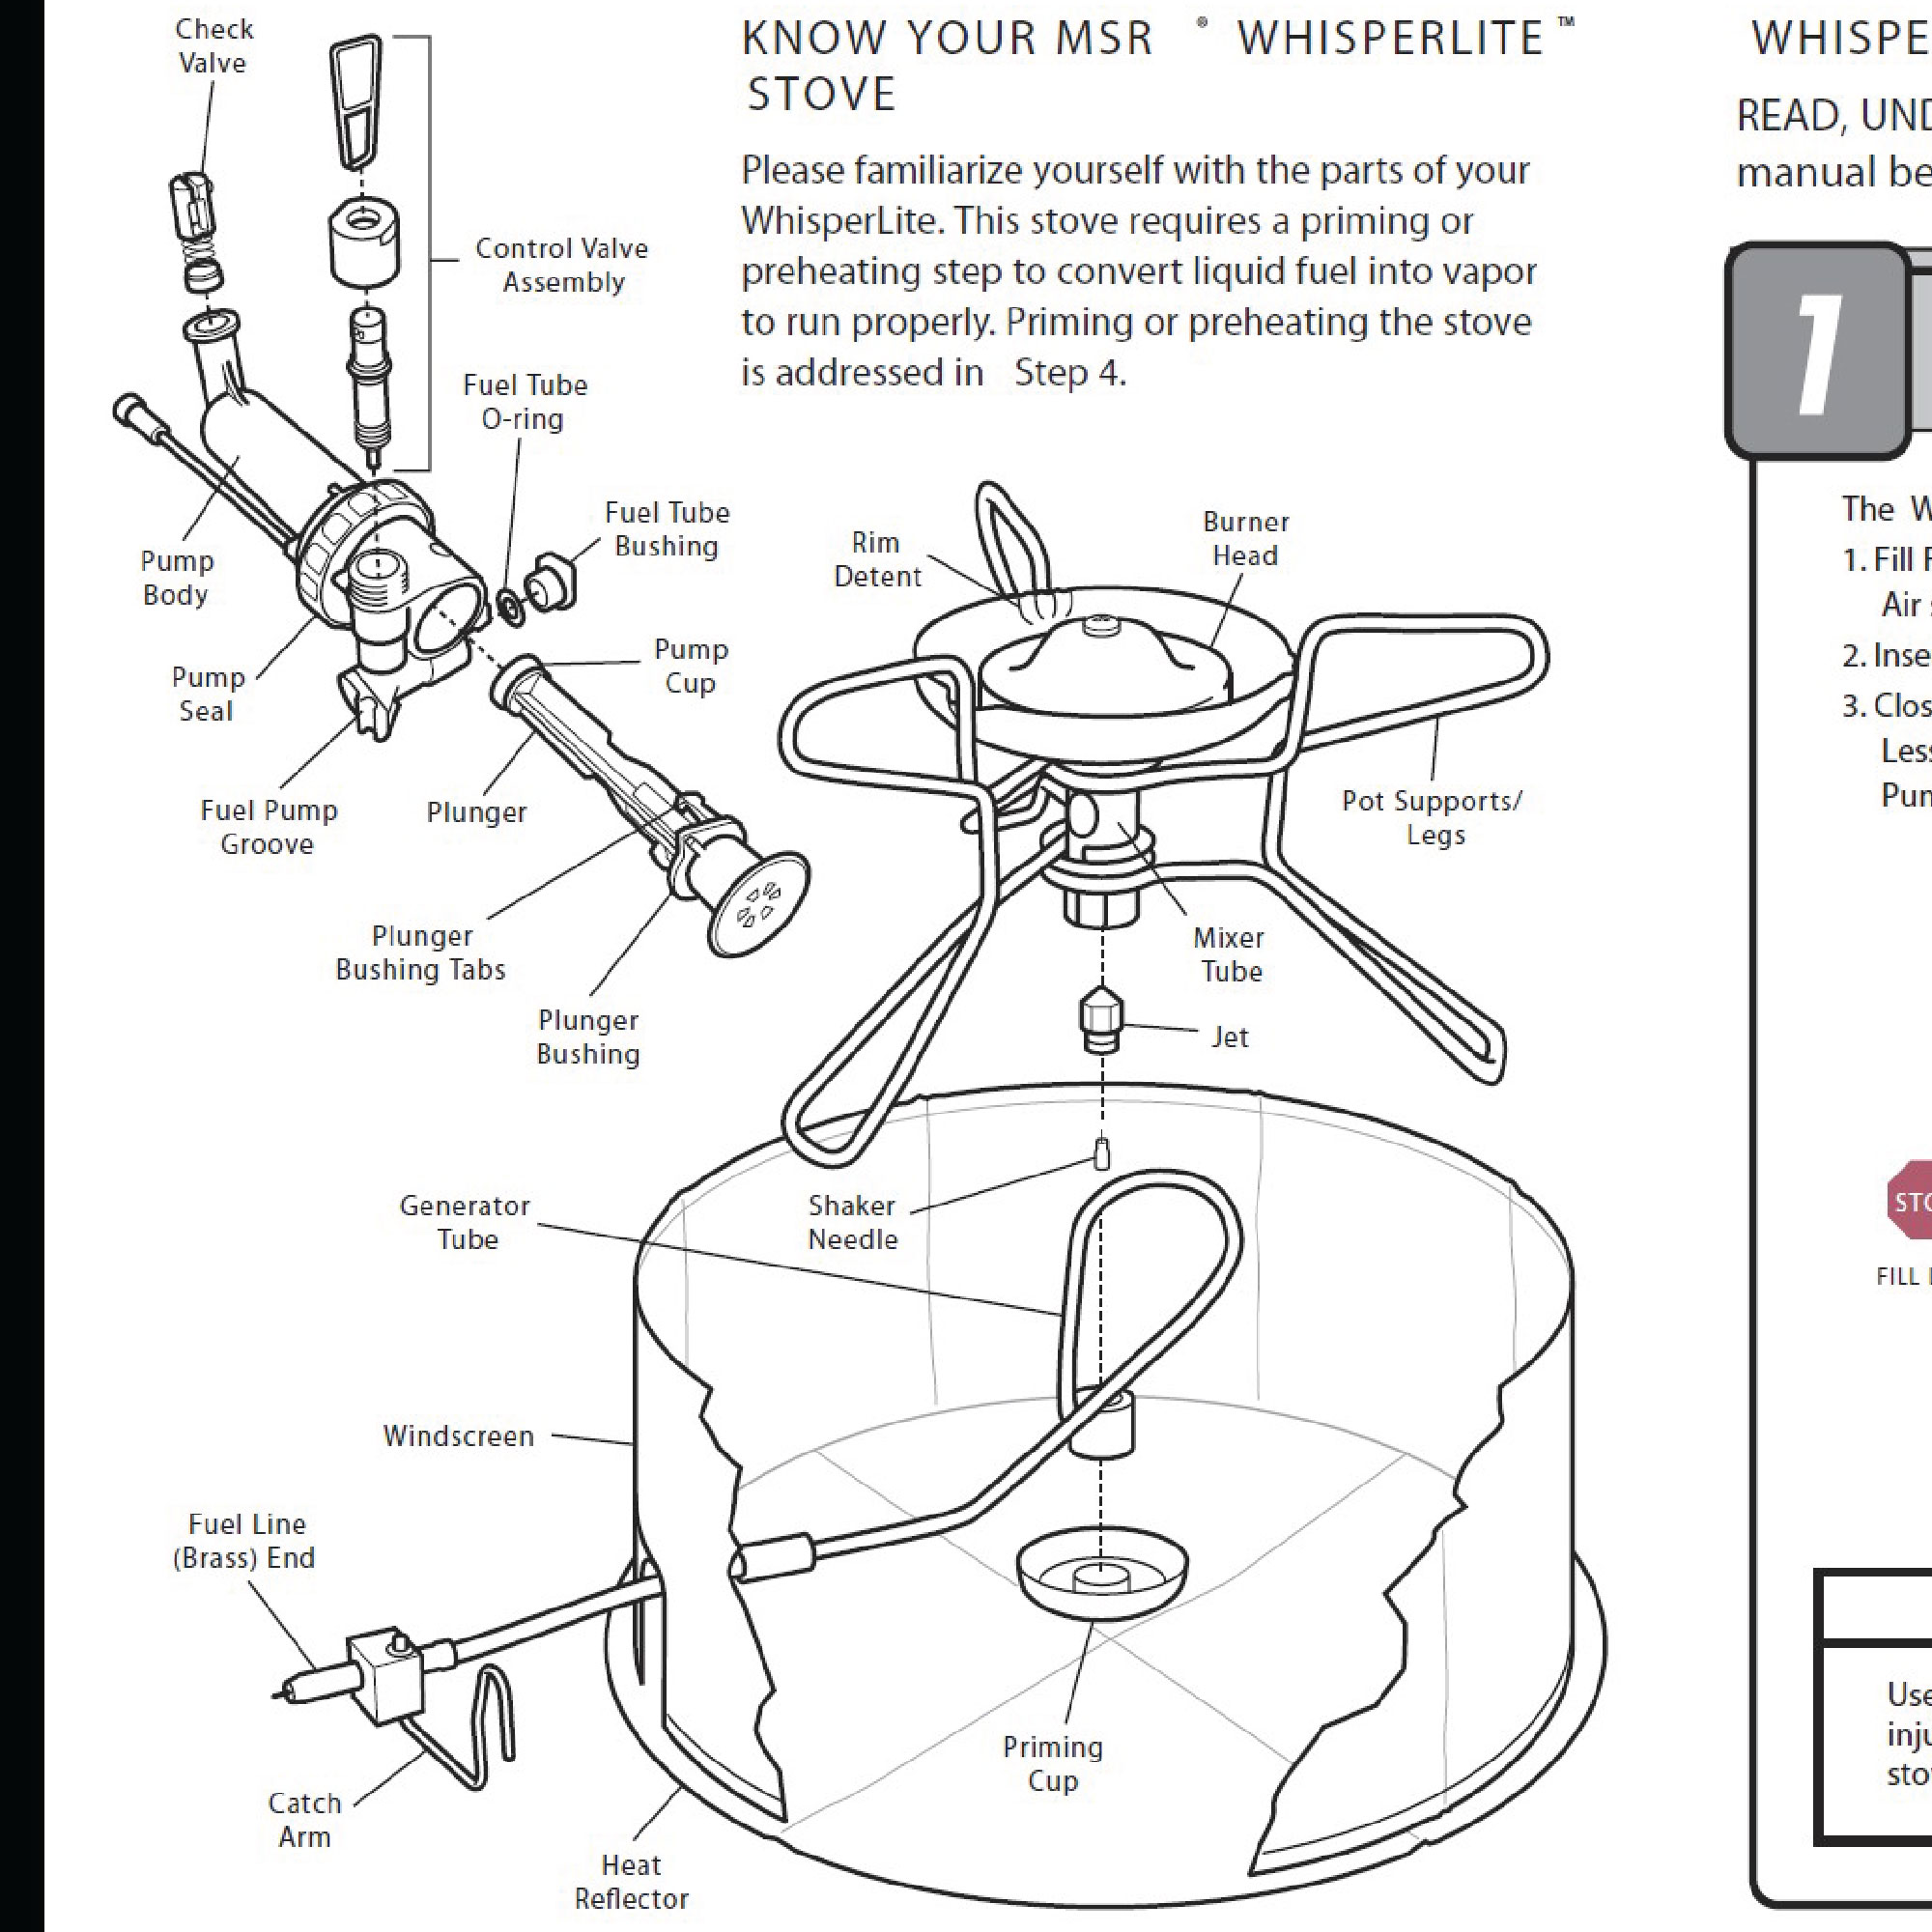 Check
Valve
Control Valve
Assembly
Fuel Tube
O-ring
Fuel Tube
Bushing
Pump
Body
Pump
Cup
Pump
Seal
Fuel Pump
Groove
Plunger
Plunger
Bushing Tabs
Plunger
Bushing
KNOW YOUR MSR ® WHISPERLITE™
STOVE
Please familiarize yourself with the parts of your
WhisperLite. This stove requires a priming or
preheating step to convert liquid fuel into vapor
to run properly. Priming or preheating the stove
is addressed in Step 4.
Rim
Detent
Burner
Head
Pot Supports/
Legs
Mixer
Tube
Jet
Generator
Tube
Shaker
Needle
Windscreen
Fuel Line
(Brass) End
Catch
Arm
Heat
Reflector
Priming
Cup
WHISPE
READ, UND
manual be
1
The W
1. Fill F
Air
2. Inse
3. Clos
Less
Pum
STO
FILL
Use
inju
sto